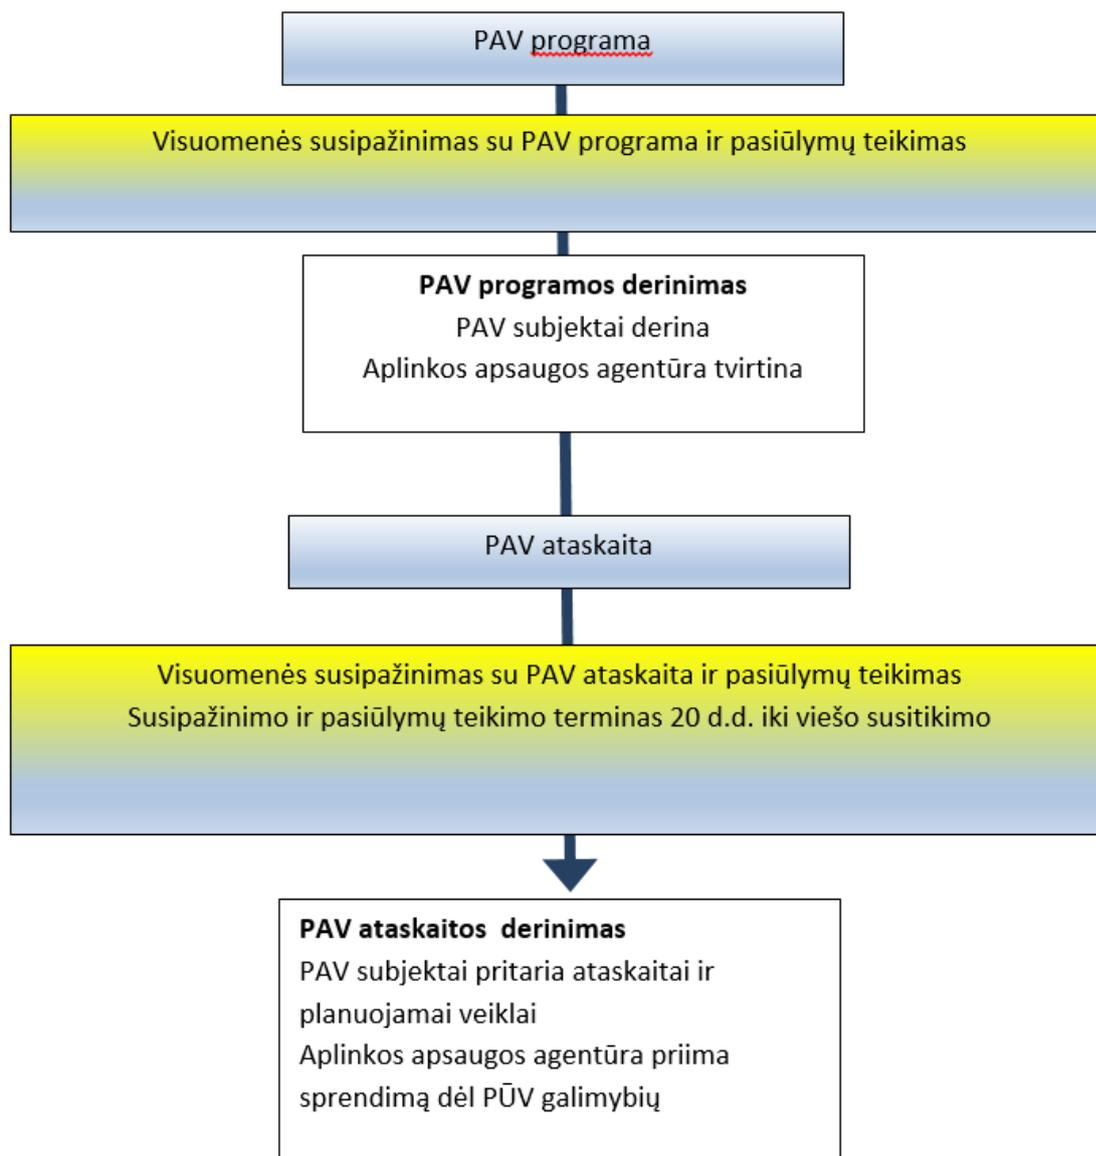 PAV programa
Visuomenės susipažinimas su PAV programa ir pasiūlymų teikimas
PAV programos derinimas
PAV subjektai derina
Aplinkos apsaugos agentūra tvirtina
PAV ataskaita
Visuomenės susipažinimas su PAV ataskaita ir pasiūlymų teikimas
Susipažinimo ir pasiūlymų teikimo terminas 20 d.d. iki viešo susitikimo
PAV ataskaitos  derinimas
PAV subjektai pritaria ataskaitai ir
planuojamai veiklai
Aplinkos apsaugos agentūra priima
sprendimą dėl PŪV galimybių